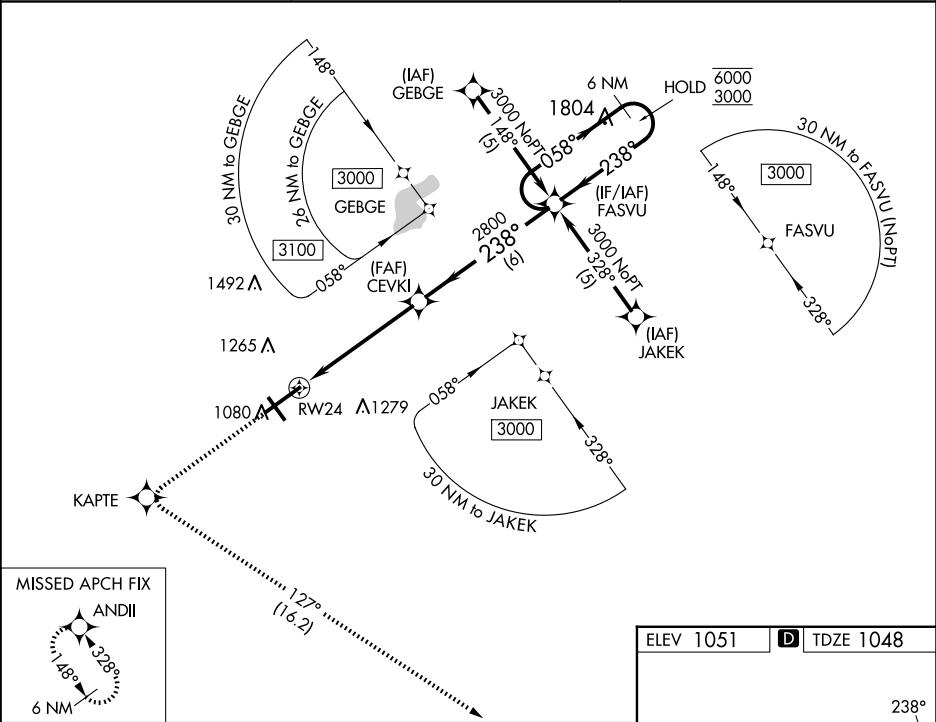 (IAF)
GEBGE
3000 NoPT
148°
(5)
6 NM
1804
HOLD 6000
3000
058°
238°
(IF/IAF)
FASVU
30 NM to GEBGE
26 NM to GEBGE
148°
3000
GEBGE
3100
058°
30 NM to FASVU (NoPT)
148°
3000
FASVU
328°
2800
238°
(6)
(FAF)
CEVKI
3000 NoPT
328°
(5)
(IAF)
JAKEK
1492
1265
1080
RW24
1279
058°
JAKEK
3000
328°
30 NM to JAKEK
KAPTE
127°
(16.2)
MISSED APCH FIX
ANDII
148°
328°
6 NM
ELEV 1051 D TDZE 1048
238°